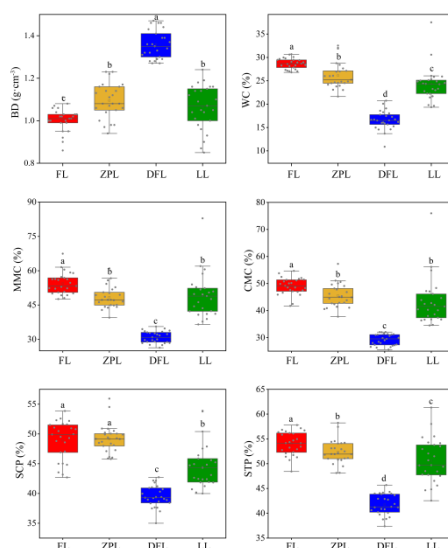 BD (g cm⁻³)
1.4
1.2
1.0
0.8
c
b
a
b
FL ZPL DFL LL
WC (%)
35
30
25
20
15
10
a
b
d
c
FL ZPL DFL LL
MMC (%)
90
75
60
45
30
a
b
c
b
FL ZPL DFL LL
CMC (%)
80
70
60
50
40
30
a
b
c
b
FL ZPL DFL LL
SCP (%)
55
50
45
40
35
a
a
c
b
FL ZPL DFL LL
STP (%)
65
60
55
50
45
40
35
a
b
d
c
FL ZPL DFL LL